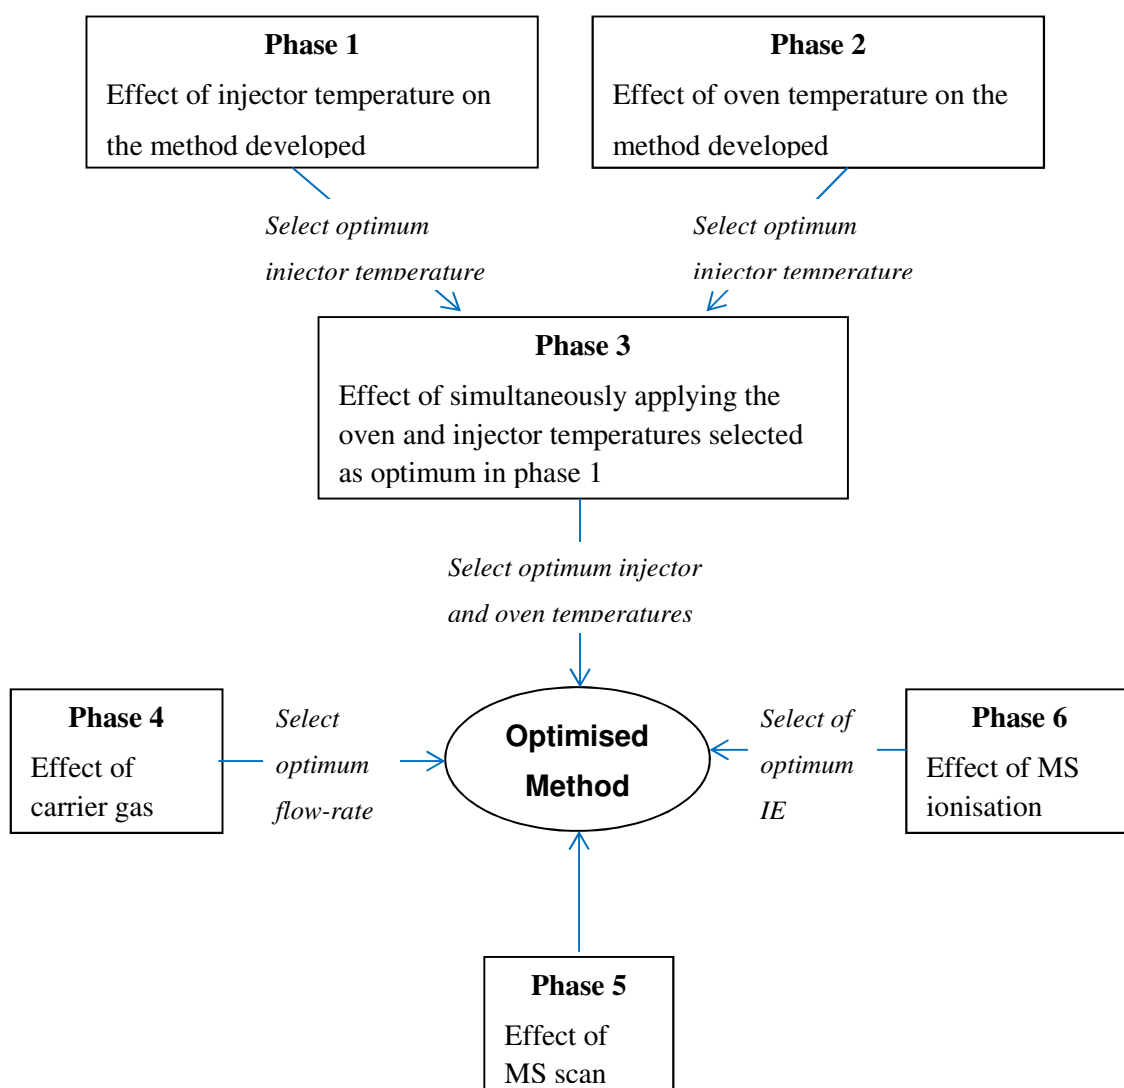 Phase 1
Effect of injector temperature on
the method developed
Phase 2
Effect of oven temperature on the
method developed
Select optimum
injector temperature
Select optimum
injector temperature
Phase 3
Effect of simultaneously applying the
oven and injector temperatures selected
as optimum in phase 1
Select optimum injector
and oven temperatures
Phase 4
Effect of
carrier gas
Select
optimum
flow-rate
Optimised
Method
Select of
optimum
IE
Phase 6
Effect of MS
ionisation
Phase 5
Effect of
MS scan